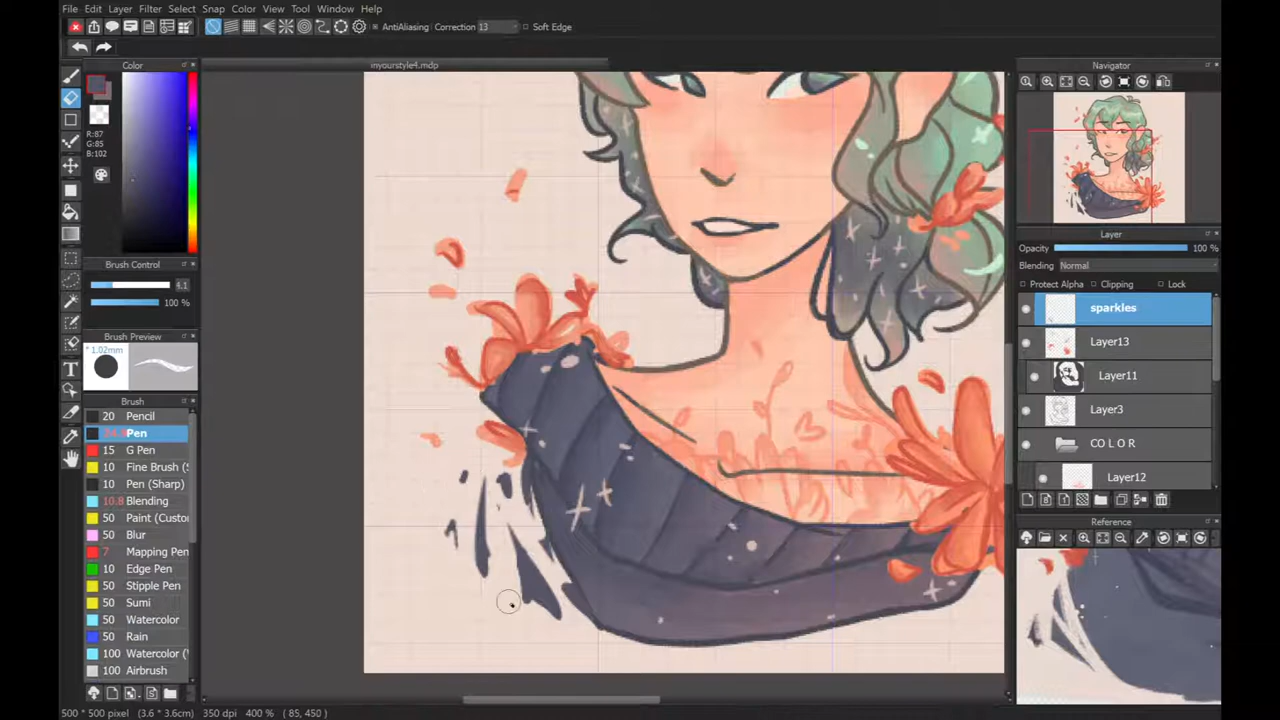 File Edit Layer Filter Select Snap Color View Tool Window Help
AntiAliasing Correction 13 Soft Edge
inyourstyle4.mdp
Color
R:87
G:85
B:102
Brush Control
4.1
100 %
Brush Preview
* 1.02mm
Brush
20 Pencil
Pen
15 G Pen
10 Fine Brush (S
10 Pen (Sharp)
10.8 Blending
50 Paint (Custo
50 Blur
7 Mapping Pen
10 Edge Pen
50 Stipple Pen
50 Sumi
50 Watercolor
50 Rain
100 Watercolor (
100 Airbrush
Navigator
Layer
Opacity 100 %
Blending Normal
Protect Alpha Clipping Lock
sparkles
Layer13
Layer11
Layer3
C O L O R
Layer12
Reference
500 * 500 pixel (3.6 * 3.6cm) 350 dpi 400 % ( 85, 450 )